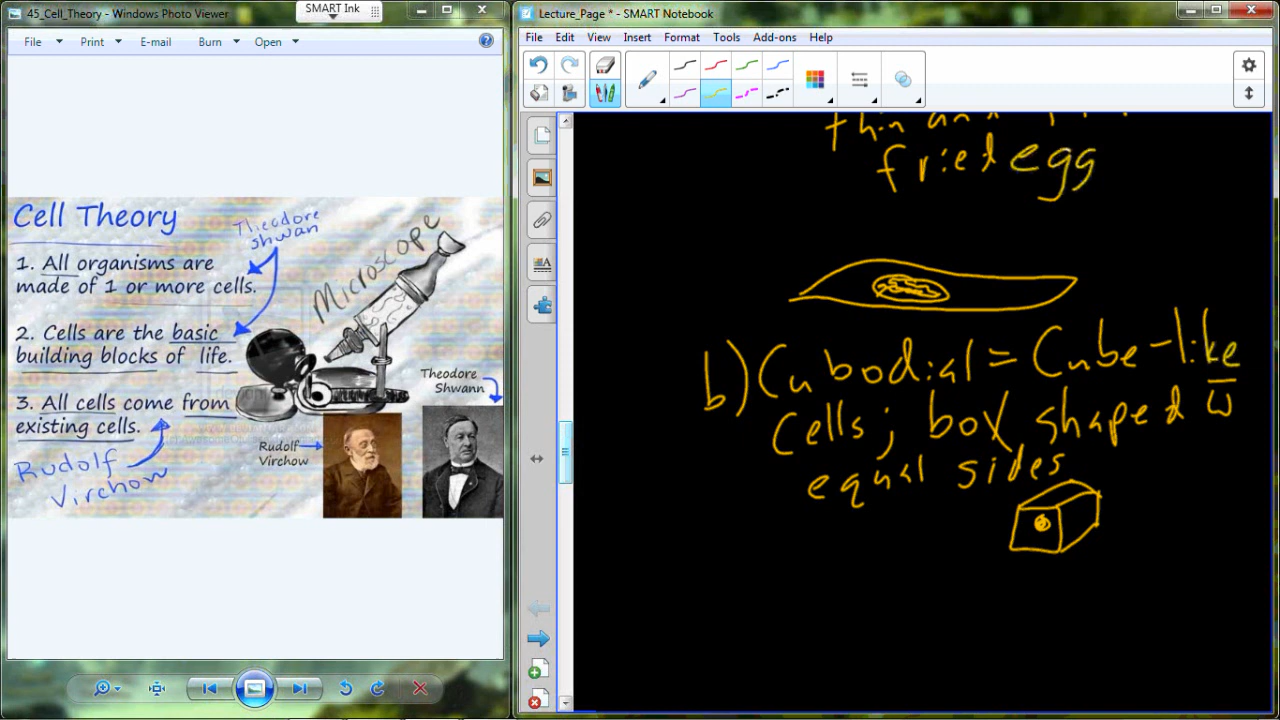 45_Cell_Theory - Windows Photo Viewer
SMART Ink
File Print E-mail Burn Open
Cell Theory
Theodore
shwan
1. All organisms are
made of 1 or more cells.
Microscope
2. Cells are the basic
building blocks of life.
Theodore
Shwann
3. All cells come from
existing cells.
Rudolf
Virchow
Rudolf
Virchow
Lecture_Page * - SMART Notebook
File Edit View Insert Format Tools Add-ons Help
thin and
fried egg
b) Cubodial = Cube-like
Cells; box shaped w̅
equal sides